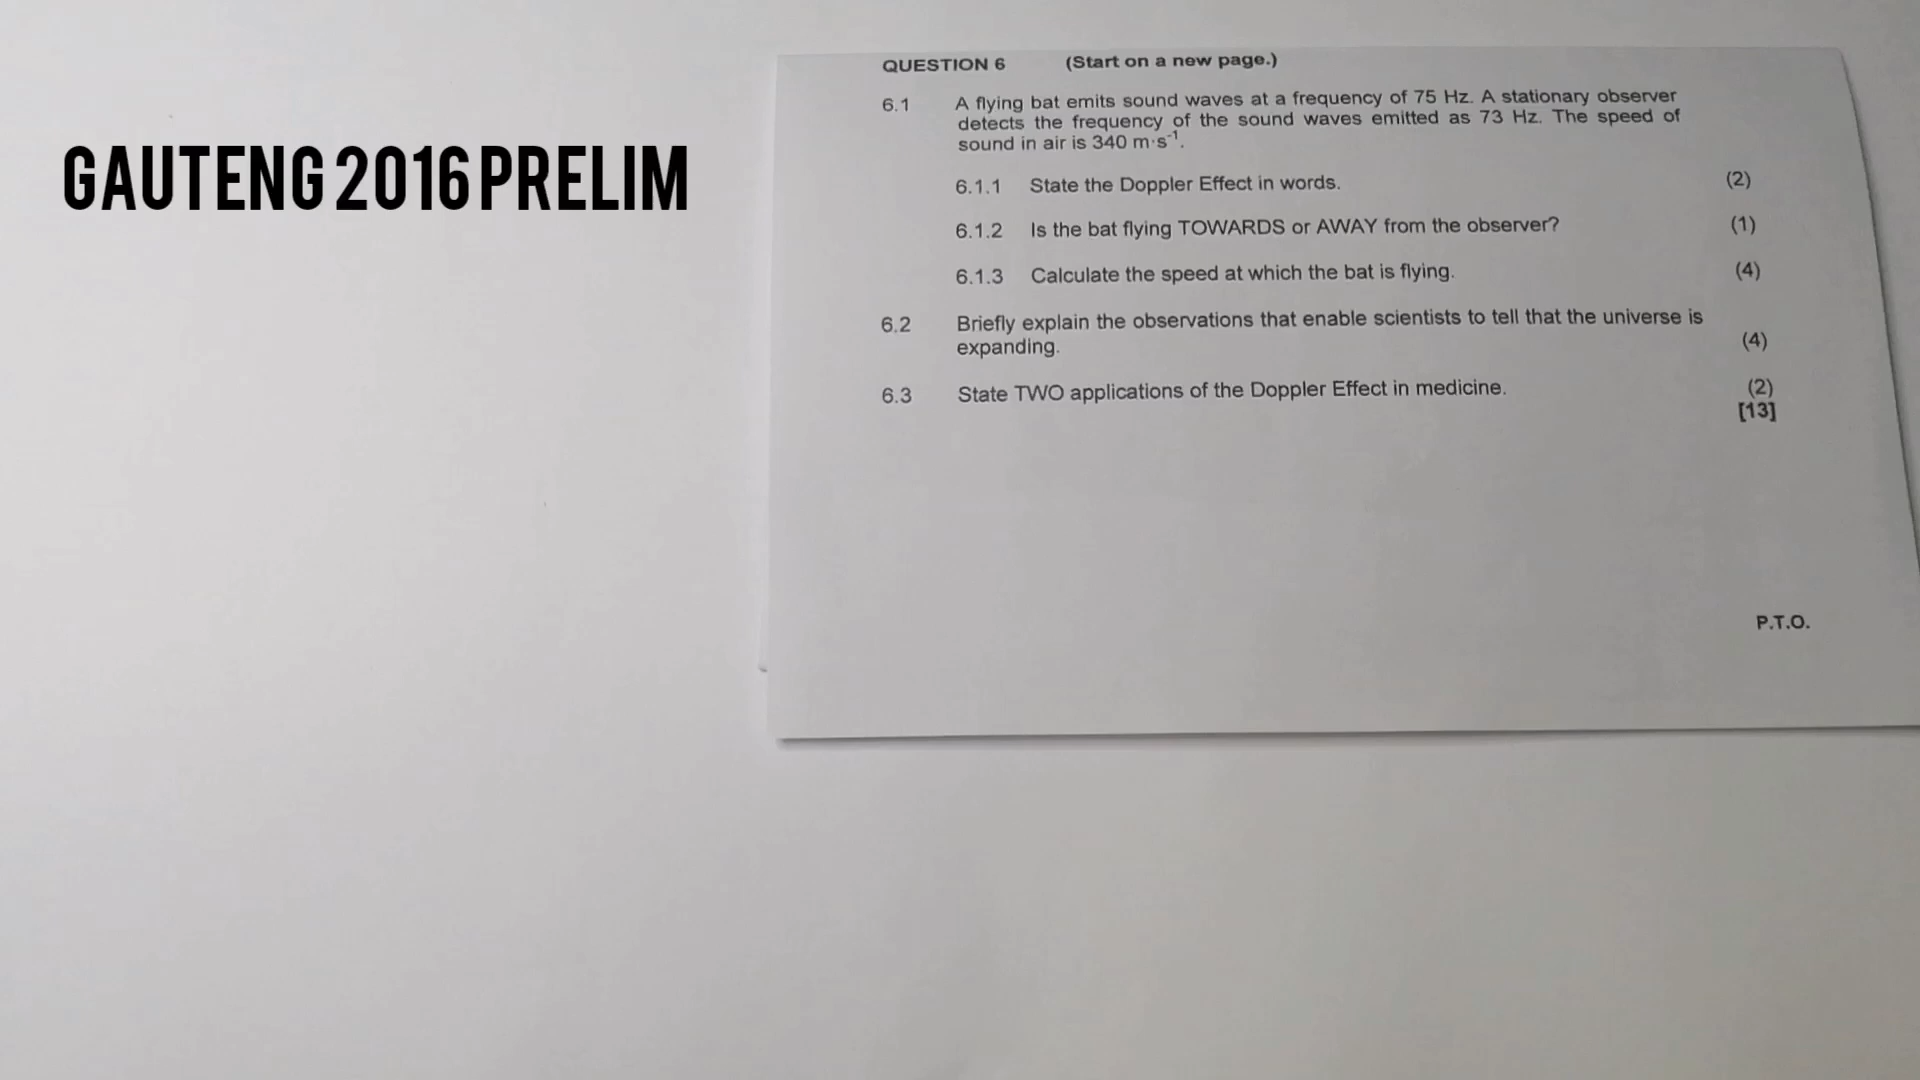 GAUTENG 2016 PRELIM
QUESTION 6 (Start on a new page.)
6.1 A flying bat emits sound waves at a frequency of 75 Hz. A stationary observer
detects the frequency of the sound waves emitted as 73 Hz. The speed of
sound in air is 340 m·s⁻¹.
6.1.1 State the Doppler Effect in words. (2)
6.1.2 Is the bat flying TOWARDS or AWAY from the observer? (1)
6.1.3 Calculate the speed at which the bat is flying. (4)
6.2 Briefly explain the observations that enable scientists to tell that the universe is
expanding. (4)
6.3 State TWO applications of the Doppler Effect in medicine. (2)
[13]
P.T.O.